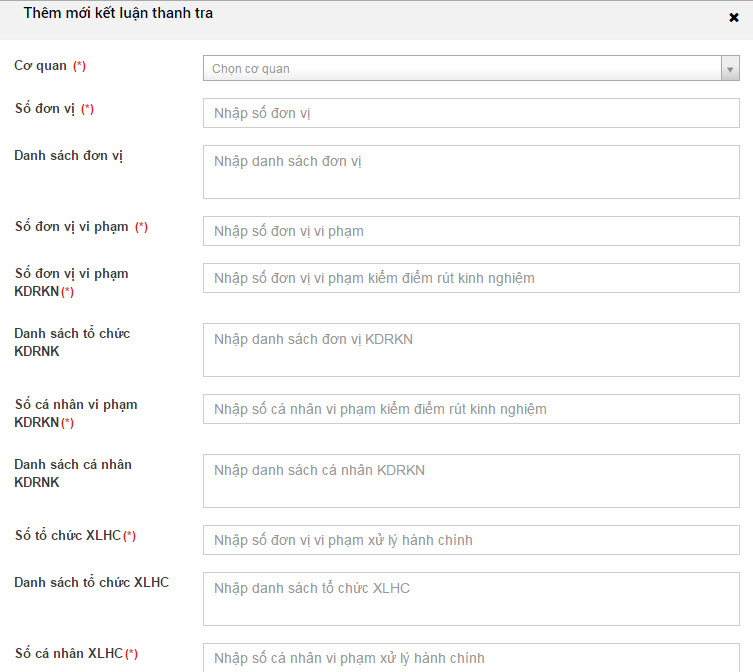 Thêm mới kết luận thanh tra
Cơ quan (*)
Chọn cơ quan
Số đơn vị (*)
Nhập số đơn vị
Danh sách đơn vị
Nhập danh sách đơn vị
Số đơn vị vi phạm (*)
Nhập số đơn vị vi phạm
Số đơn vị vi phạm
KDRKN(*)
Nhập số đơn vị vi phạm kiểm điểm rút kinh nghiệm
Danh sách tổ chức
KDRNK
Nhập danh sách đơn vị KDRKN
Số cá nhân vi phạm
KDRKN(*)
Nhập số cá nhân vi phạm kiểm điểm rút kinh nghiệm
Danh sách cá nhân
KDRNK
Nhập danh sách cá nhân KDRKN
Số tổ chức XLHC(*)
Nhập số đơn vị vi phạm xử lý hành chính
Danh sách tổ chức XLHC
Nhập danh sách tổ chức XLHC
Số cá nhân XLHC(*)
Nhập số cá nhân vi phạm xử lý hành chính